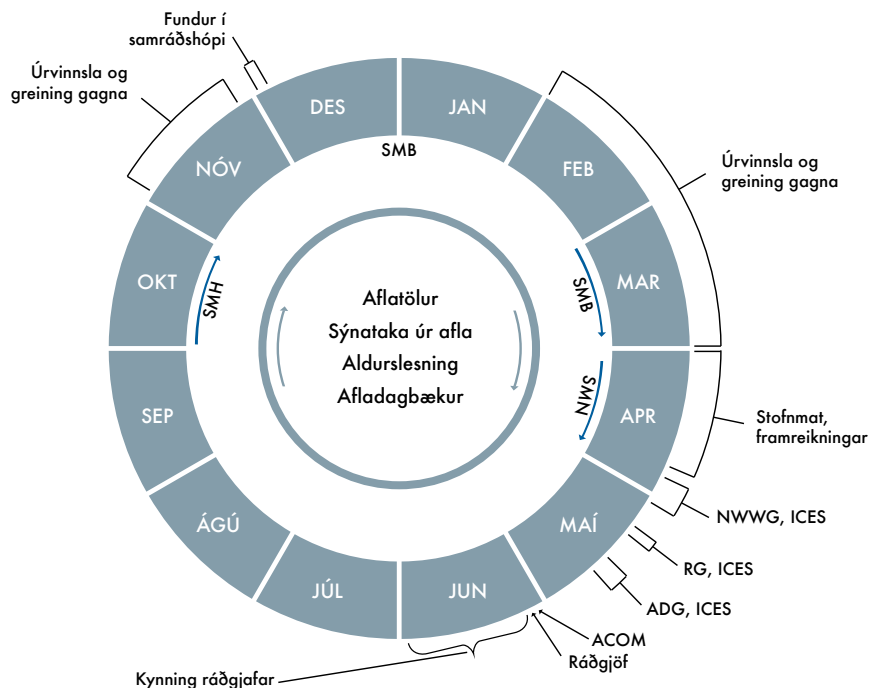 Fundur í
samráðshópi
Úrvinnsla og
greining gagna
DES
JAN
NÓV
SMB
FEB
Úrvinnsla og
greining gagna
OKT
SMH
Aflatölur
Sýnataka úr afla
Aldurslesning
Afladagbækur
SMB
MAR
SEP
SMN
APR
Stofnmat,
framreikningar
ÁGÚ
MAÍ
NWWG, ICES
RG, ICES
JÚL
JUN
ADG, ICES
ACOM
Ráðgjöf
Kynning ráðgjafar